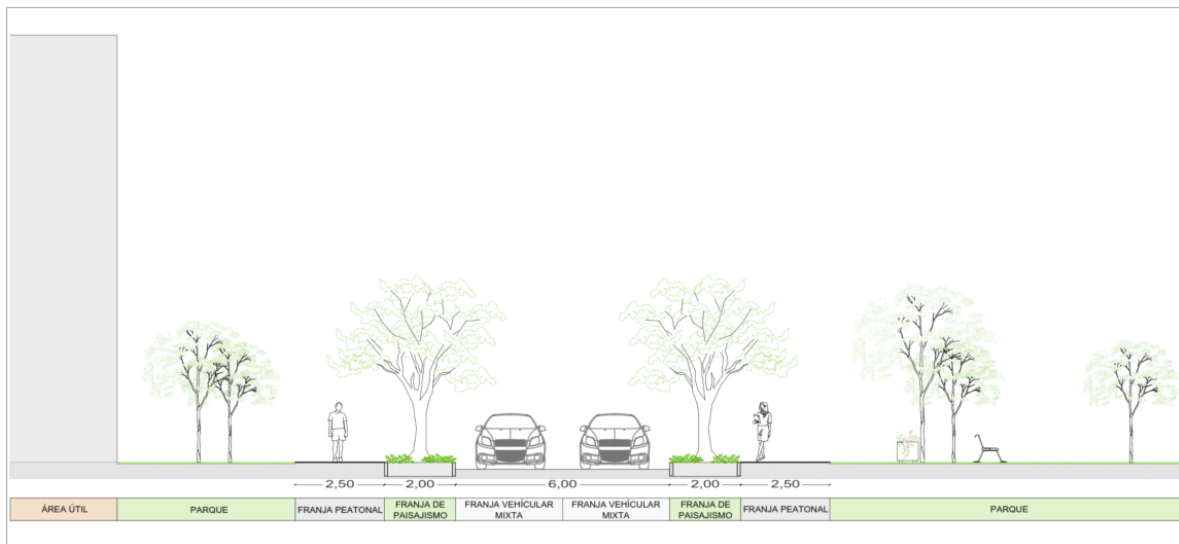 2,50 2,00 6,00 2,00 2,50
ÁREA ÚTIL
PARQUE
FRANJA PEATONAL
FRANJA DE
PAISAJISMO
FRANJA VEHÍCULAR
MIXTA
FRANJA VEHÍCULAR
MIXTA
FRANJA DE
PAISAJISMO
FRANJA PEATONAL
PARQUE